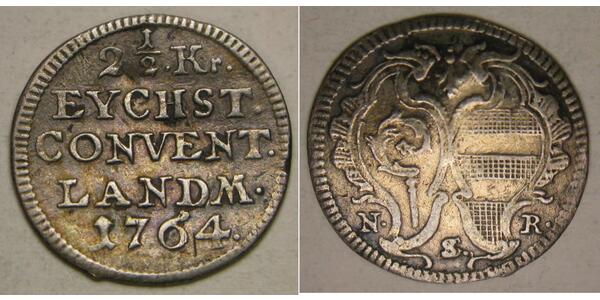 2 1/2 · Kr.
EYCHST.
CONVENT.
LANDM·
1764.
N· R·
·S·